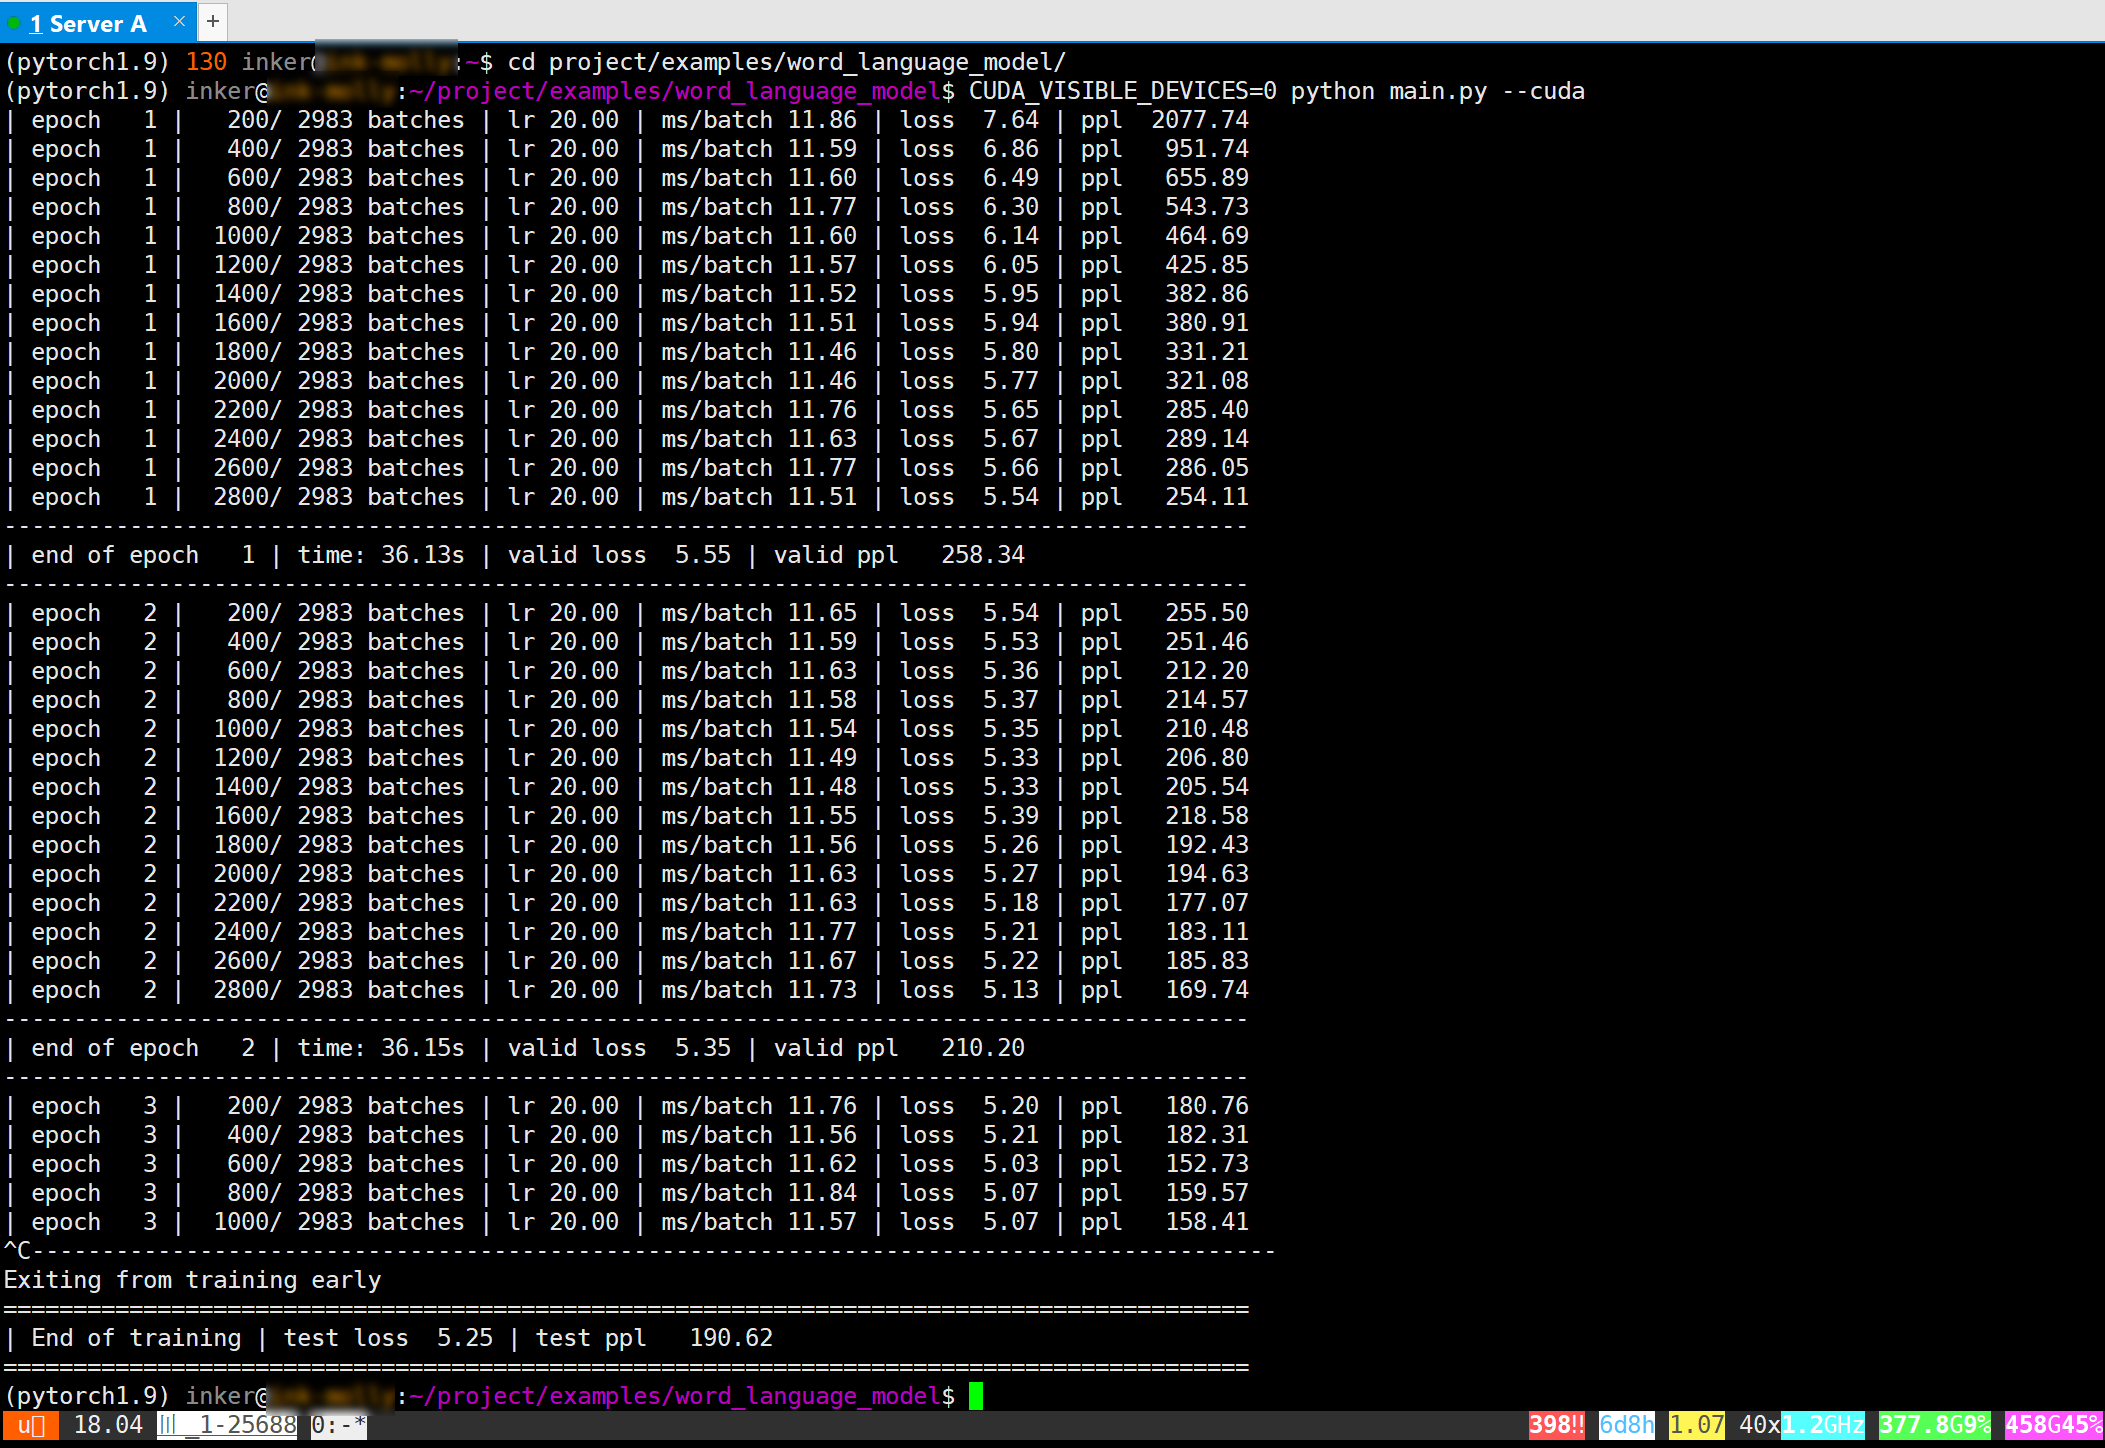 1 Server A × +
(pytorch1.9) 130 inker@ :~$ cd project/examples/word_language_model/
(pytorch1.9) inker@ :~/project/examples/word_language_model$ CUDA_VISIBLE_DEVICES=0 python main.py --cuda
| epoch   1 |   200/ 2983 batches | lr 20.00 | ms/batch 11.86 | loss  7.64 | ppl  2077.74
| epoch   1 |   400/ 2983 batches | lr 20.00 | ms/batch 11.59 | loss  6.86 | ppl   951.74
| epoch   1 |   600/ 2983 batches | lr 20.00 | ms/batch 11.60 | loss  6.49 | ppl   655.89
| epoch   1 |   800/ 2983 batches | lr 20.00 | ms/batch 11.77 | loss  6.30 | ppl   543.73
| epoch   1 |  1000/ 2983 batches | lr 20.00 | ms/batch 11.60 | loss  6.14 | ppl   464.69
| epoch   1 |  1200/ 2983 batches | lr 20.00 | ms/batch 11.57 | loss  6.05 | ppl   425.85
| epoch   1 |  1400/ 2983 batches | lr 20.00 | ms/batch 11.52 | loss  5.95 | ppl   382.86
| epoch   1 |  1600/ 2983 batches | lr 20.00 | ms/batch 11.51 | loss  5.94 | ppl   380.91
| epoch   1 |  1800/ 2983 batches | lr 20.00 | ms/batch 11.46 | loss  5.80 | ppl   331.21
| epoch   1 |  2000/ 2983 batches | lr 20.00 | ms/batch 11.46 | loss  5.77 | ppl   321.08
| epoch   1 |  2200/ 2983 batches | lr 20.00 | ms/batch 11.76 | loss  5.65 | ppl   285.40
| epoch   1 |  2400/ 2983 batches | lr 20.00 | ms/batch 11.63 | loss  5.67 | ppl   289.14
| epoch   1 |  2600/ 2983 batches | lr 20.00 | ms/batch 11.77 | loss  5.66 | ppl   286.05
| epoch   1 |  2800/ 2983 batches | lr 20.00 | ms/batch 11.51 | loss  5.54 | ppl   254.11
-----------------------------------------------------------------------------------------
| end of epoch   1 | time: 36.13s | valid loss  5.55 | valid ppl   258.34
-----------------------------------------------------------------------------------------
| epoch   2 |   200/ 2983 batches | lr 20.00 | ms/batch 11.65 | loss  5.54 | ppl   255.50
| epoch   2 |   400/ 2983 batches | lr 20.00 | ms/batch 11.59 | loss  5.53 | ppl   251.46
| epoch   2 |   600/ 2983 batches | lr 20.00 | ms/batch 11.63 | loss  5.36 | ppl   212.20
| epoch   2 |   800/ 2983 batches | lr 20.00 | ms/batch 11.58 | loss  5.37 | ppl   214.57
| epoch   2 |  1000/ 2983 batches | lr 20.00 | ms/batch 11.54 | loss  5.35 | ppl   210.48
| epoch   2 |  1200/ 2983 batches | lr 20.00 | ms/batch 11.49 | loss  5.33 | ppl   206.80
| epoch   2 |  1400/ 2983 batches | lr 20.00 | ms/batch 11.48 | loss  5.33 | ppl   205.54
| epoch   2 |  1600/ 2983 batches | lr 20.00 | ms/batch 11.55 | loss  5.39 | ppl   218.58
| epoch   2 |  1800/ 2983 batches | lr 20.00 | ms/batch 11.56 | loss  5.26 | ppl   192.43
| epoch   2 |  2000/ 2983 batches | lr 20.00 | ms/batch 11.63 | loss  5.27 | ppl   194.63
| epoch   2 |  2200/ 2983 batches | lr 20.00 | ms/batch 11.63 | loss  5.18 | ppl   177.07
| epoch   2 |  2400/ 2983 batches | lr 20.00 | ms/batch 11.77 | loss  5.21 | ppl   183.11
| epoch   2 |  2600/ 2983 batches | lr 20.00 | ms/batch 11.67 | loss  5.22 | ppl   185.83
| epoch   2 |  2800/ 2983 batches | lr 20.00 | ms/batch 11.73 | loss  5.13 | ppl   169.74
-----------------------------------------------------------------------------------------
| end of epoch   2 | time: 36.15s | valid loss  5.35 | valid ppl   210.20
-----------------------------------------------------------------------------------------
| epoch   3 |   200/ 2983 batches | lr 20.00 | ms/batch 11.76 | loss  5.20 | ppl   180.76
| epoch   3 |   400/ 2983 batches | lr 20.00 | ms/batch 11.56 | loss  5.21 | ppl   182.31
| epoch   3 |   600/ 2983 batches | lr 20.00 | ms/batch 11.62 | loss  5.03 | ppl   152.73
| epoch   3 |   800/ 2983 batches | lr 20.00 | ms/batch 11.84 | loss  5.07 | ppl   159.57
| epoch   3 |  1000/ 2983 batches | lr 20.00 | ms/batch 11.57 | loss  5.07 | ppl   158.41
^C-----------------------------------------------------------------------------------------
Exiting from training early
=========================================================================================
| End of training | test loss  5.25 | test ppl   190.62
=========================================================================================
(pytorch1.9) inker@ :~/project/examples/word_language_model$
u 18.04 _1-25688 0:-* 398!! 6d8h 1.07 40x1.2GHz 377.8G9% 458G45%